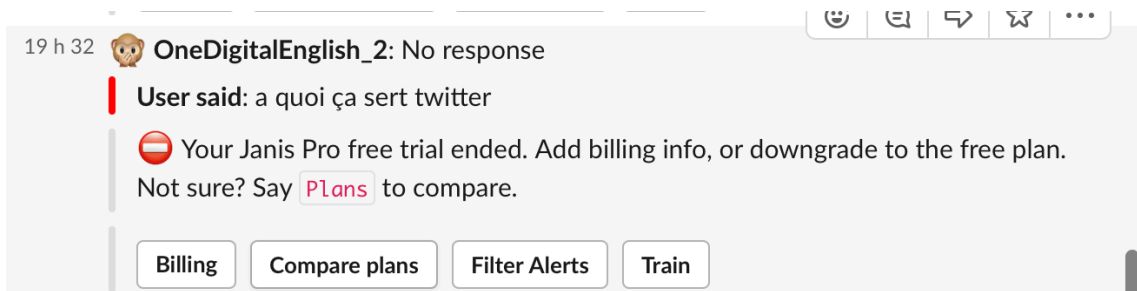 19 h 32 OneDigitalEnglish_2: No response
User said: a quoi ça sert twitter
Your Janis Pro free trial ended. Add billing info, or downgrade to the free plan.
Not sure? Say Plans to compare.
Billing Compare plans Filter Alerts Train